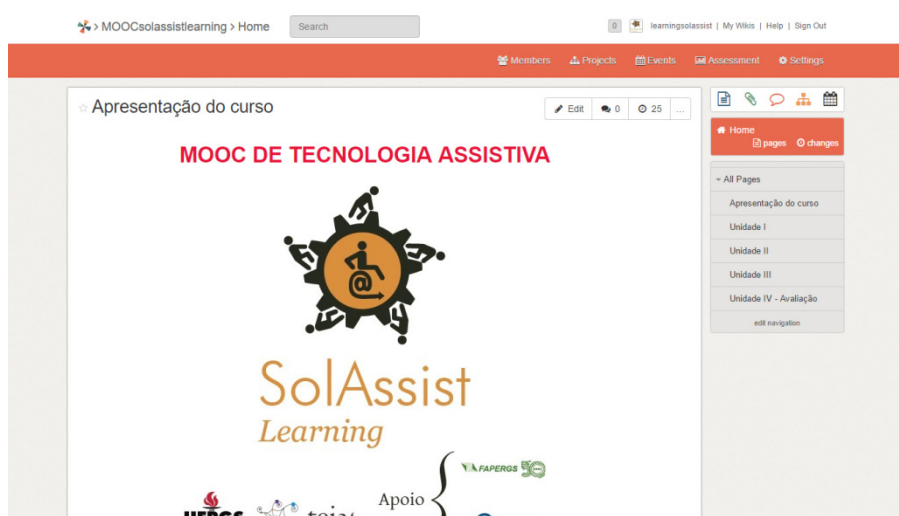 > MOOCsolassistlearning > Home
Search
0 learningsolassist | My Wikis | Help | Sign Out
Members Projects Events Assessment Settings
Apresentação do curso
Edit 0 25 ...
MOOC DE TECNOLOGIA ASSISTIVA
@
SolAssist
Learning
Apoio
FAPERGS 50
UFRGS
Home
pages changes
All Pages
Apresentação do curso
Unidade I
Unidade II
Unidade III
Unidade IV - Avaliação
edit navigation